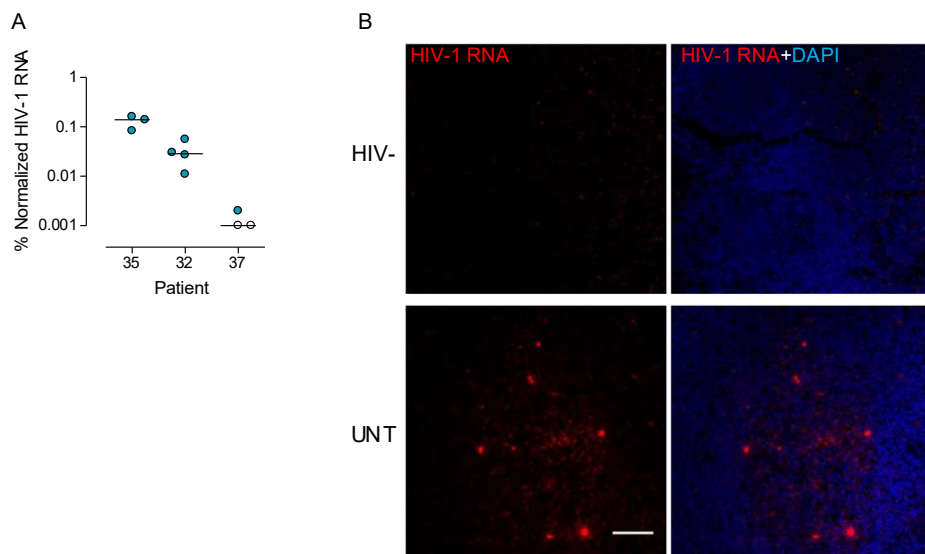 A
% Normalized HIV-1 RNA
1
0.1
0.01
0.001
35 32 37
Patient
B
HIV-1 RNA
HIV-1 RNA+DAPI
HIV-
UNT